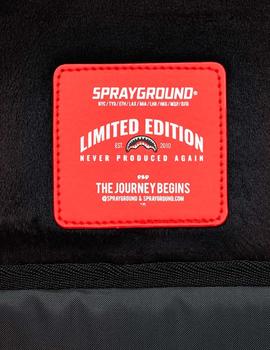 SPRAYGROUND®
LIMITED EDITION
EST. 2010
NEVER PRODUCED AGAIN
THE JOURNEY BEGINS
@SPRAYGROUND & SPRAYGROUND.COM